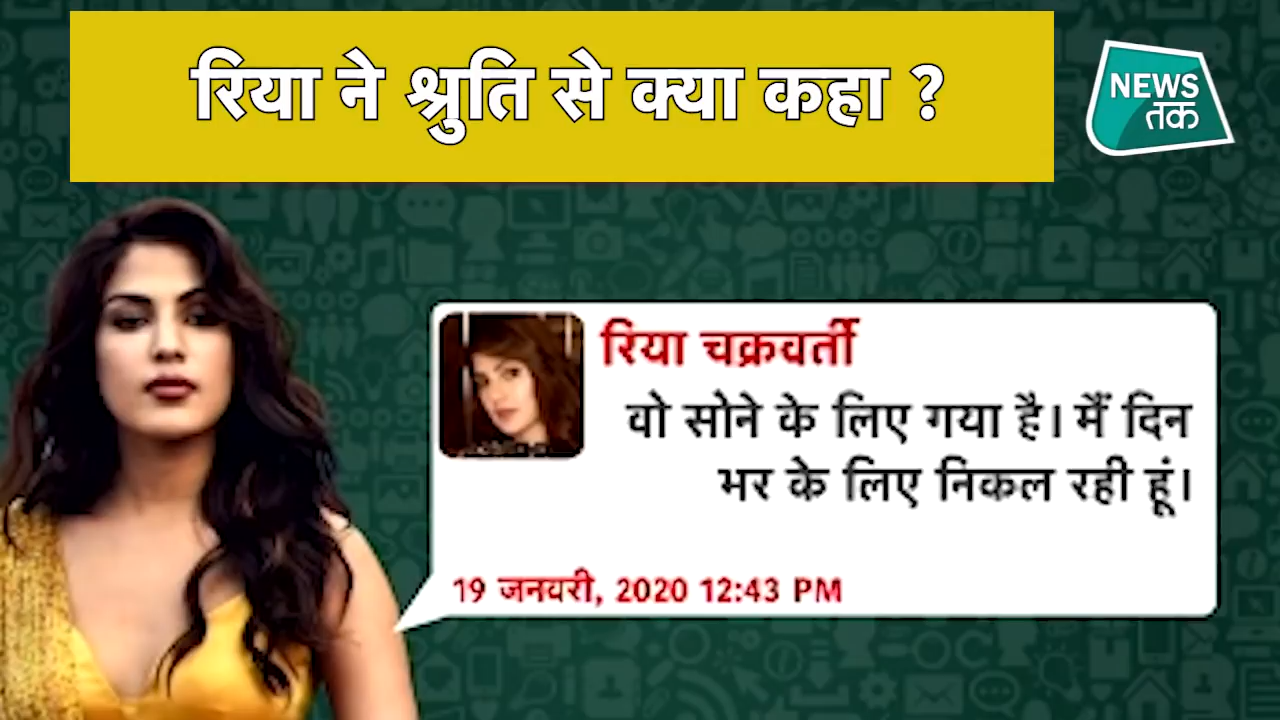 रिया ने श्रुति से क्या कहा ?
NEWS
तक
रिया चक्रवर्ती
वो सोने के लिए गया है। मैं दिन
भर के लिए निकल रही हूं।
19 जनवरी, 2020 12:43 PM